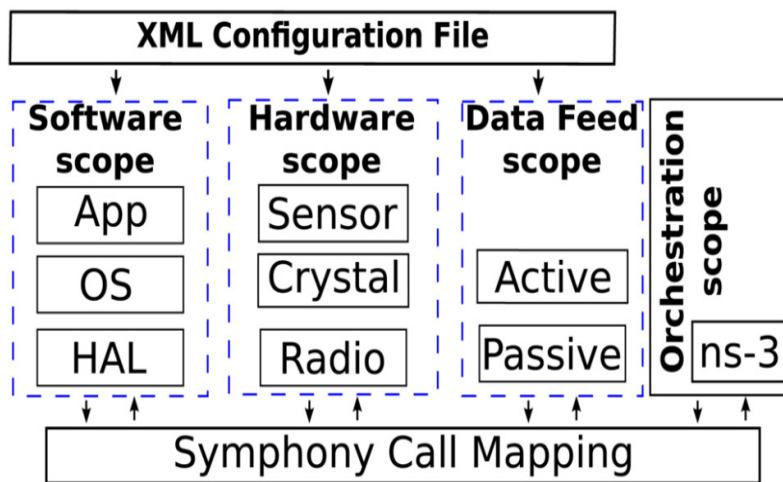 XML Configuration File
Software
scope
App
OS
HAL
Hardware
scope
Sensor
Crystal
Radio
Data Feed
scope
Active
Passive
Orchestration
scope
ns-3
Symphony Call Mapping